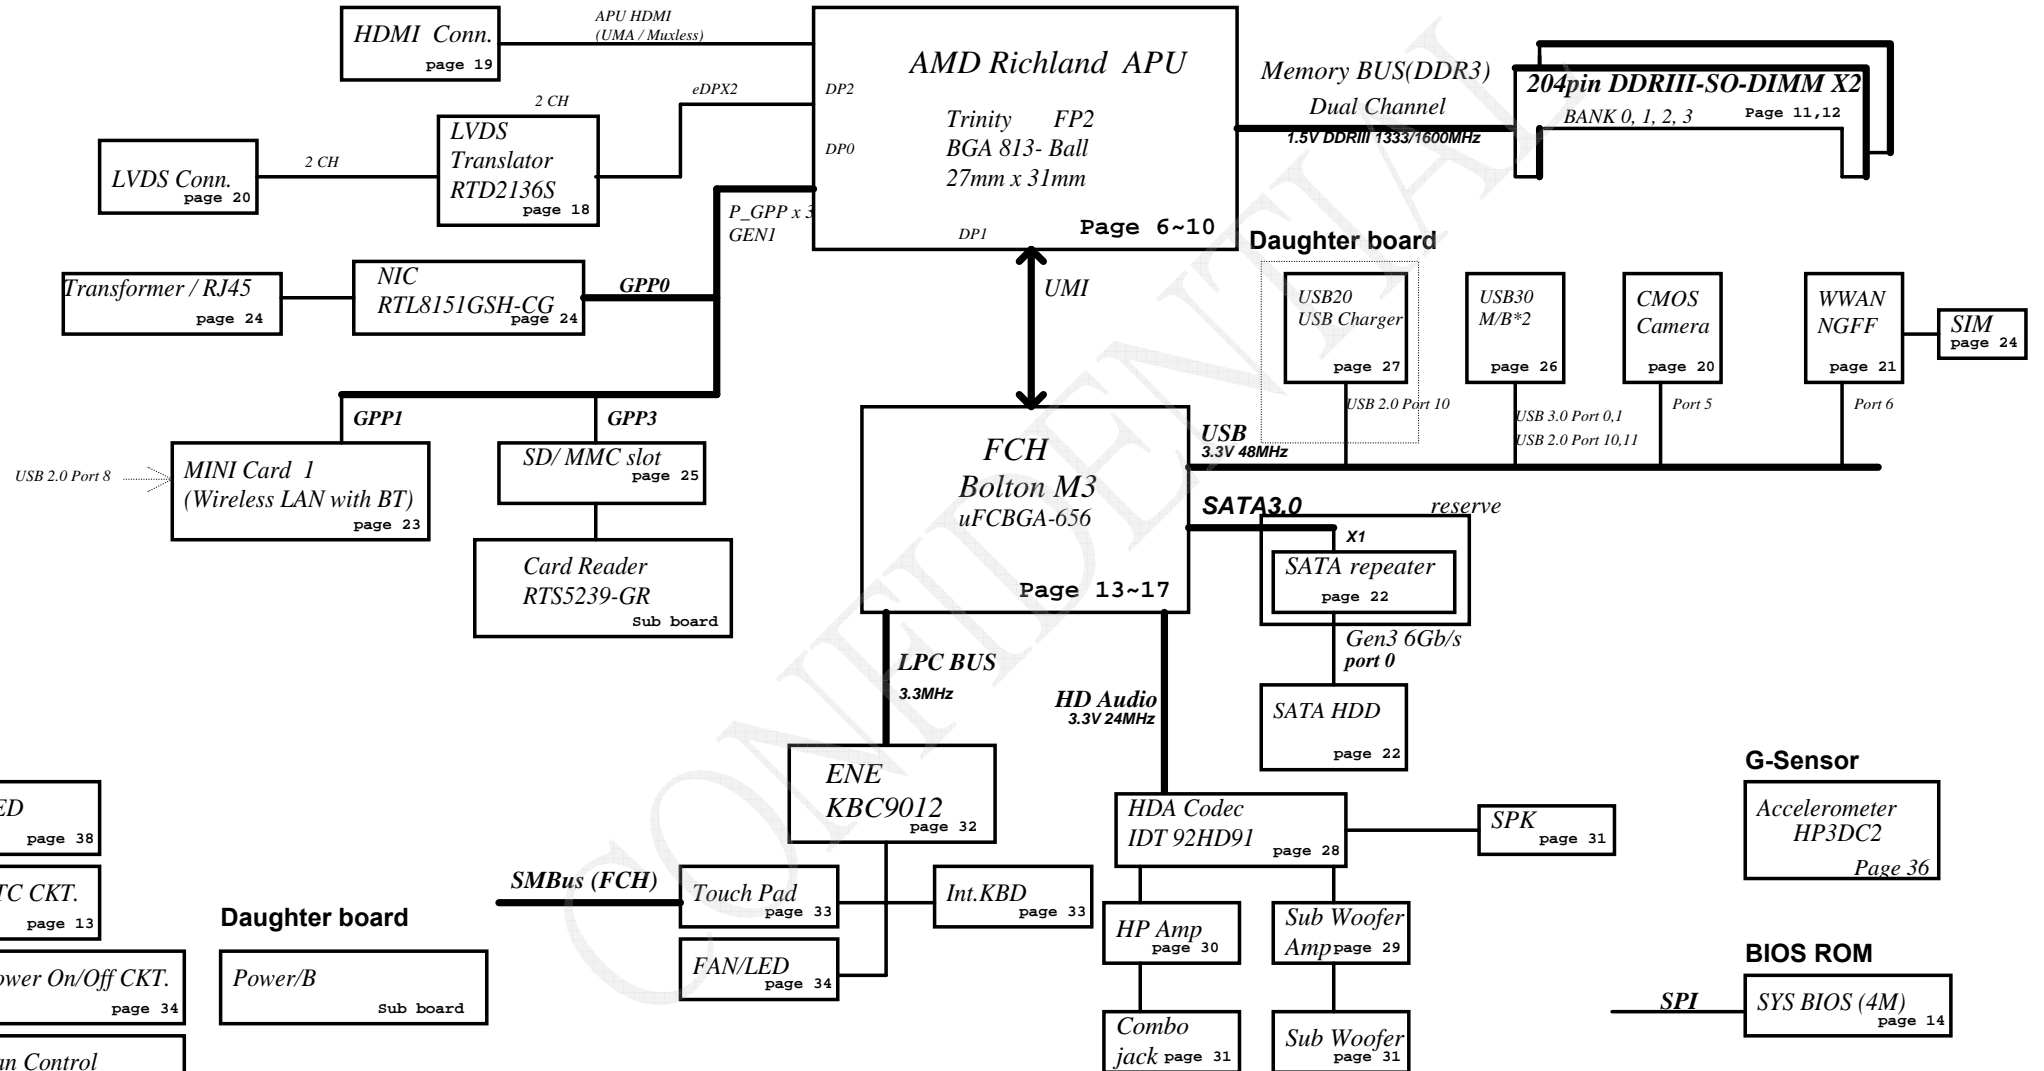 HDMI Conn.
page 19
APU HDMI
(UMA / Muxless)
AMD Richland APU
Trinity FP2
BGA 813- Ball
27mm x 31mm
Page 6~10
DP2
DP0
DP1
Memory BUS(DDR3)
Dual Channel
1.5V DDRIII 1333/1600MHz
204pin DDRIII-SO-DIMM X2
BANK 0, 1, 2, 3
Page 11,12
eDPX2
2 CH
LVDS
Translator
RTD2136S
page 18
2 CH
LVDS Conn.
page 20
P_GPP x 3
GEN1
Transformer / RJ45
page 24
NIC
RTL8151GSH-CG
page 24
GPP0
UMI
Daughter board
USB20
USB Charger
page 27
USB30
M/B*2
page 26
CMOS
Camera
page 20
WWAN
NGFF
page 21
SIM
page 24
USB 2.0 Port 10
USB 3.0 Port 0,1
USB 2.0 Port 10,11
Port 5
Port 6
GPP1
GPP3
USB 2.0 Port 8
MINI Card 1
(Wireless LAN with BT)
page 23
SD/ MMC slot
page 25
Card Reader
RTS5239-GR
Sub board
FCH
Bolton M3
uFCBGA-656
Page 13~17
USB
3.3V 48MHz
SATA3.0
reserve
X1
SATA repeater
page 22
Gen3 6Gb/s
port 0
SATA HDD
page 22
LPC BUS
3.3MHz
HD Audio
3.3V 24MHz
ENE
KBC9012
page 32
HDA Codec
IDT 92HD91
page 28
SPK
page 31
G-Sensor
Accelerometer
HP3DC2
Page 36
ED
page 38
TC CKT.
page 13
ower On/Off CKT.
page 34
an Control
Daughter board
Power/B
Sub board
SMBus (FCH)
Touch Pad
page 33
Int.KBD
page 33
FAN/LED
page 34
HP Amp
page 30
Sub Woofer
Amp page 29
Combo
jack page 31
Sub Woofer
page 31
BIOS ROM
SPI
SYS BIOS (4M)
page 14
CONFIDENTIAL